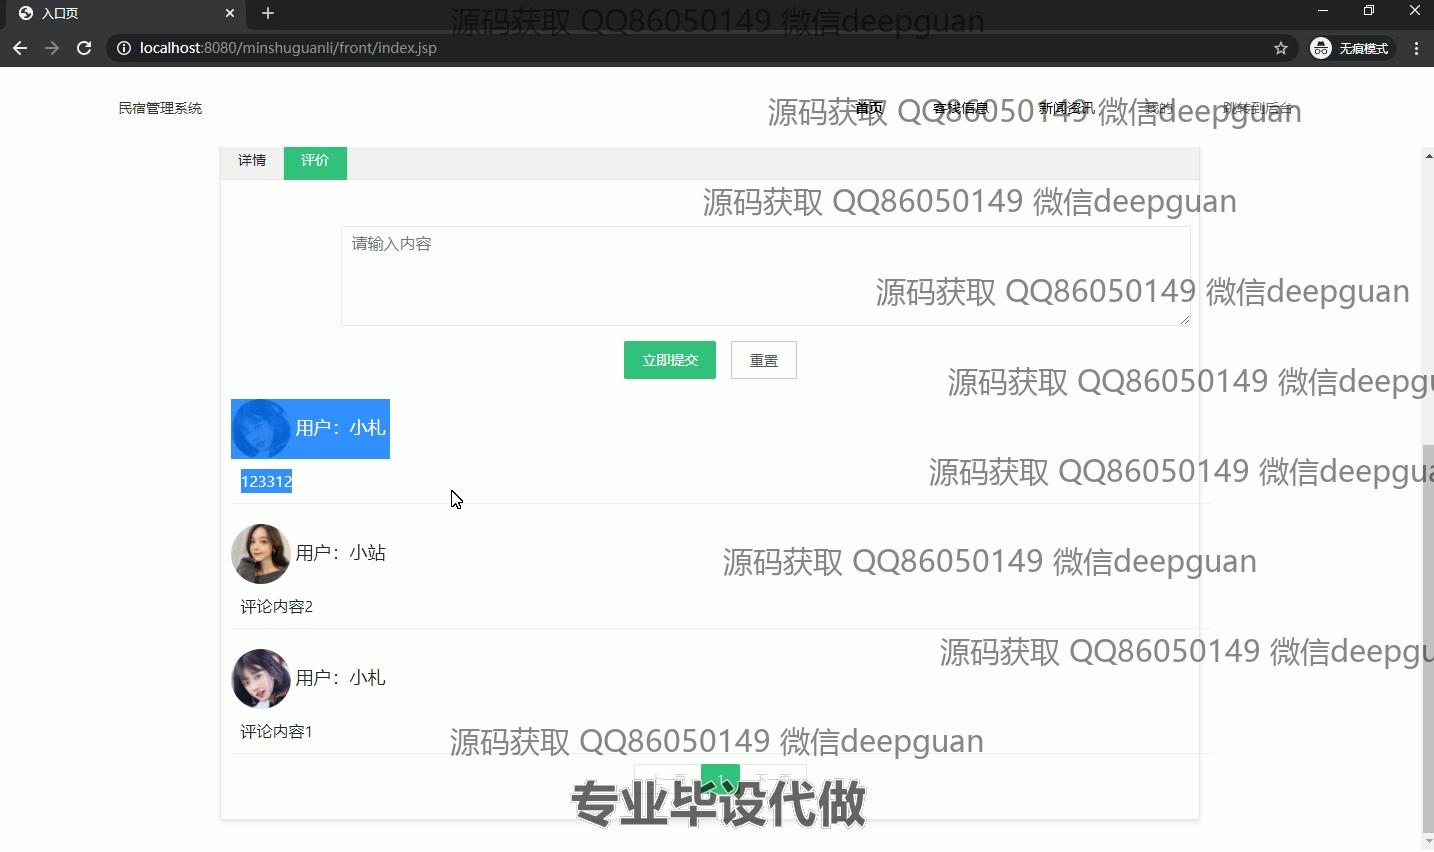 入口页
源码获取 QQ86050149 微信deepguan
localhost:8080/minshuguanli/front/index.jsp
无痕模式
民宿管理系统
首页 客栈信息 新闻资讯 我的 跳转到后台
源码获取 QQ86050149 微信deepguan
详情 评价
源码获取 QQ86050149 微信deepguan
请输入内容
源码获取 QQ86050149 微信deepguan
立即提交 重置
源码获取 QQ86050149 微信deepgu
用户：小札
源码获取 QQ86050149 微信deepgua
123312
用户：小站
源码获取 QQ86050149 微信deepguan
评论内容2
源码获取 QQ86050149 微信deepgu
用户：小札
评论内容1
源码获取 QQ86050149 微信deepguan
上一页 1 下一页
专业毕设代做